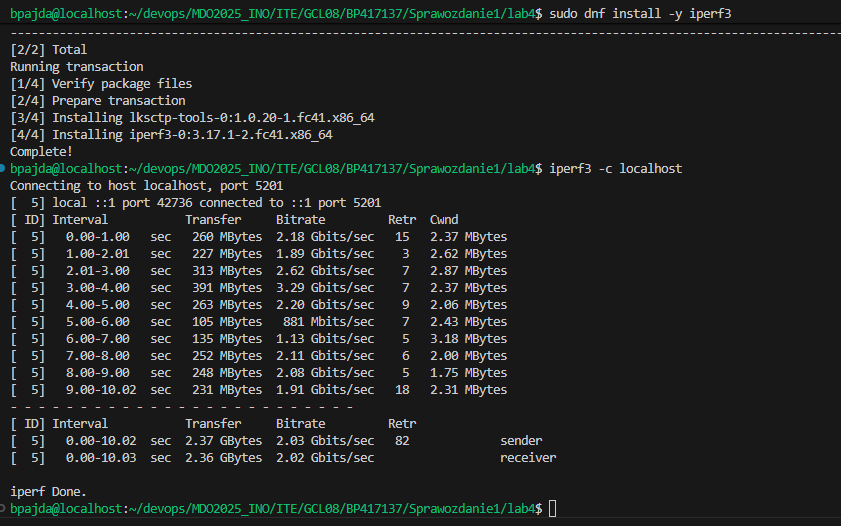 bpajda@localhost:~/devops/MDO2025_INO/ITE/GCL08/BP417137/Sprawozdanie1/lab4$ sudo dnf install -y iperf3
--------------------------------------------------------------------------------------------------------------
[2/2] Total
Running transaction
[1/4] Verify package files
[2/4] Prepare transaction
[3/4] Installing lksctp-tools-0:1.0.20-1.fc41.x86_64
[4/4] Installing iperf3-0:3.17.1-2.fc41.x86_64
Complete!
bpajda@localhost:~/devops/MDO2025_INO/ITE/GCL08/BP417137/Sprawozdanie1/lab4$ iperf3 -c localhost
Connecting to host localhost, port 5201
[  5] local ::1 port 42736 connected to ::1 port 5201
[ ID] Interval           Transfer     Bitrate         Retr  Cwnd
[  5]   0.00-1.00   sec   260 MBytes  2.18 Gbits/sec   15   2.37 MBytes
[  5]   1.00-2.01   sec   227 MBytes  1.89 Gbits/sec    3   2.62 MBytes
[  5]   2.01-3.00   sec   313 MBytes  2.62 Gbits/sec    7   2.87 MBytes
[  5]   3.00-4.00   sec   391 MBytes  3.29 Gbits/sec    7   2.37 MBytes
[  5]   4.00-5.00   sec   263 MBytes  2.20 Gbits/sec    9   2.06 MBytes
[  5]   5.00-6.00   sec   105 MBytes   881 Mbits/sec    7   2.43 MBytes
[  5]   6.00-7.00   sec   135 MBytes  1.13 Gbits/sec    5   3.18 MBytes
[  5]   7.00-8.00   sec   252 MBytes  2.11 Gbits/sec    6   2.00 MBytes
[  5]   8.00-9.00   sec   248 MBytes  2.08 Gbits/sec    5   1.75 MBytes
[  5]   9.00-10.02  sec   231 MBytes  1.91 Gbits/sec   18   2.31 MBytes
- - - - - - - - - - - - - - - - - - - - - - - - -
[ ID] Interval           Transfer     Bitrate         Retr
[  5]   0.00-10.02  sec  2.37 GBytes  2.03 Gbits/sec   82             sender
[  5]   0.00-10.03  sec  2.36 GBytes  2.02 Gbits/sec                  receiver

iperf Done.
bpajda@localhost:~/devops/MDO2025_INO/ITE/GCL08/BP417137/Sprawozdanie1/lab4$